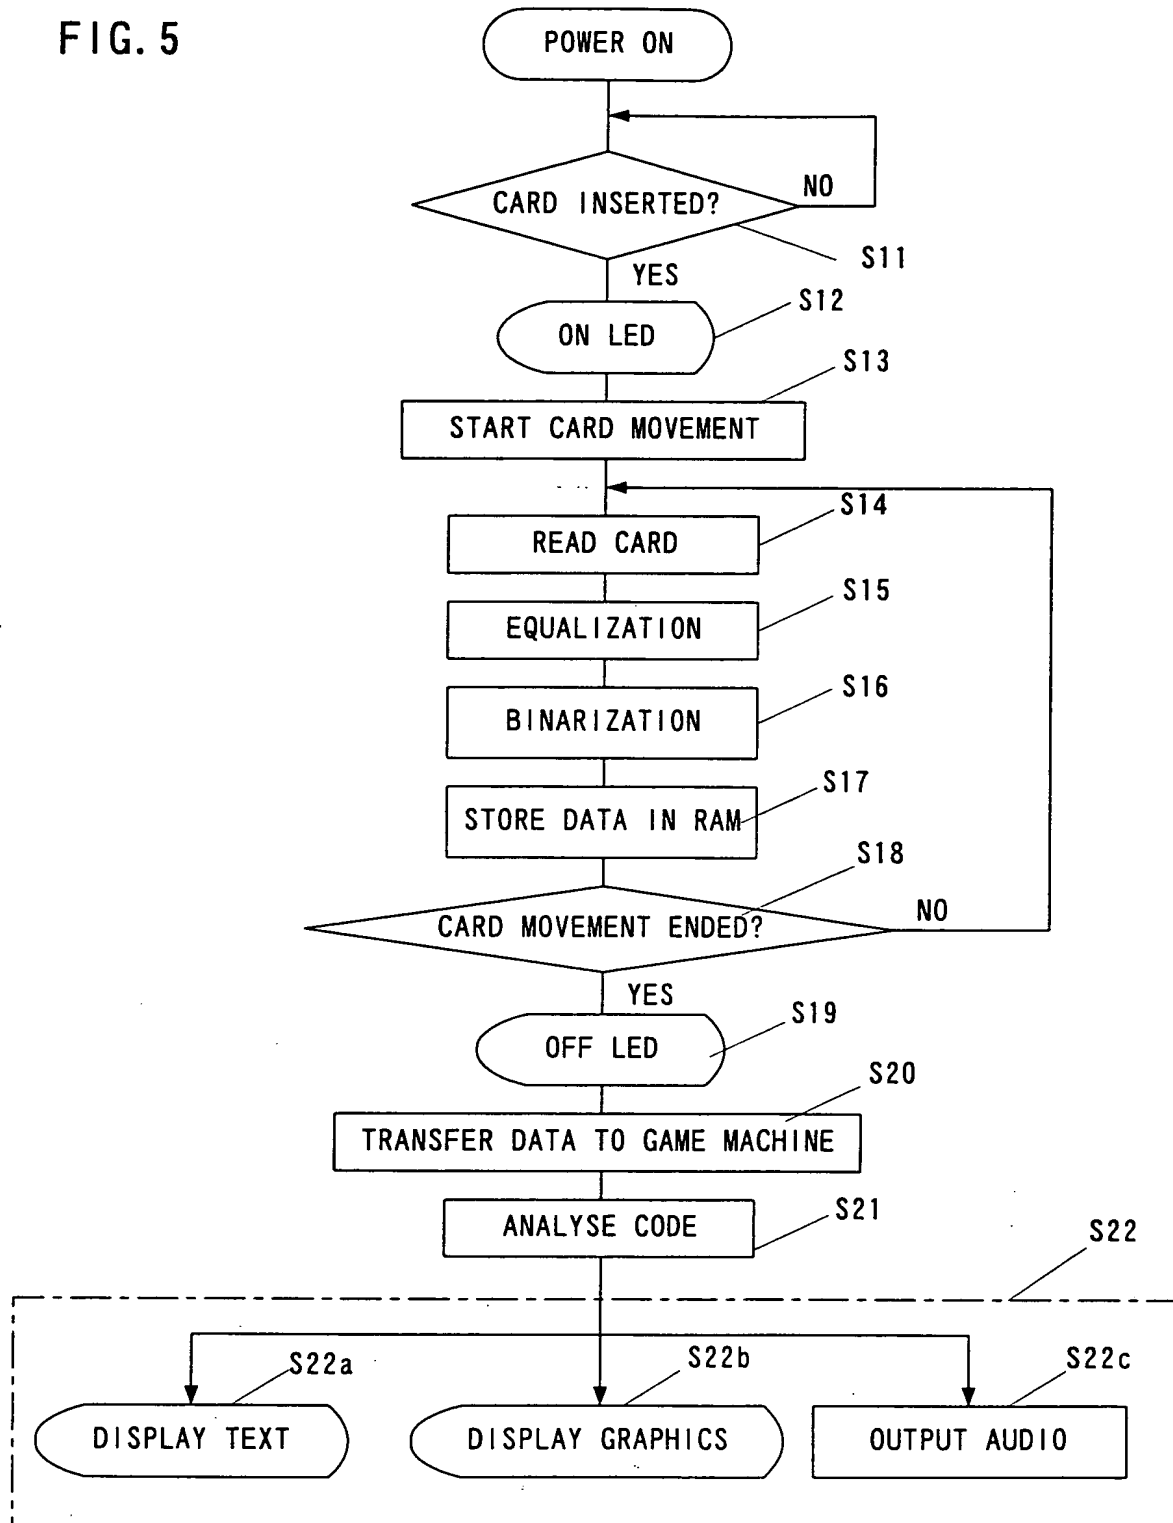 FIG. 5
POWER ON
CARD INSERTED?
NO
S11
YES
S12
ON LED
S13
START CARD MOVEMENT
S14
READ CARD
S15
EQUALIZATION
S16
BINARIZATION
S17
STORE DATA IN RAM
S18
CARD MOVEMENT ENDED?
NO
YES
S19
OFF LED
S20
TRANSFER DATA TO GAME MACHINE
S21
ANALYSE CODE
S22
S22a
S22b
S22c
DISPLAY TEXT
DISPLAY GRAPHICS
OUTPUT AUDIO